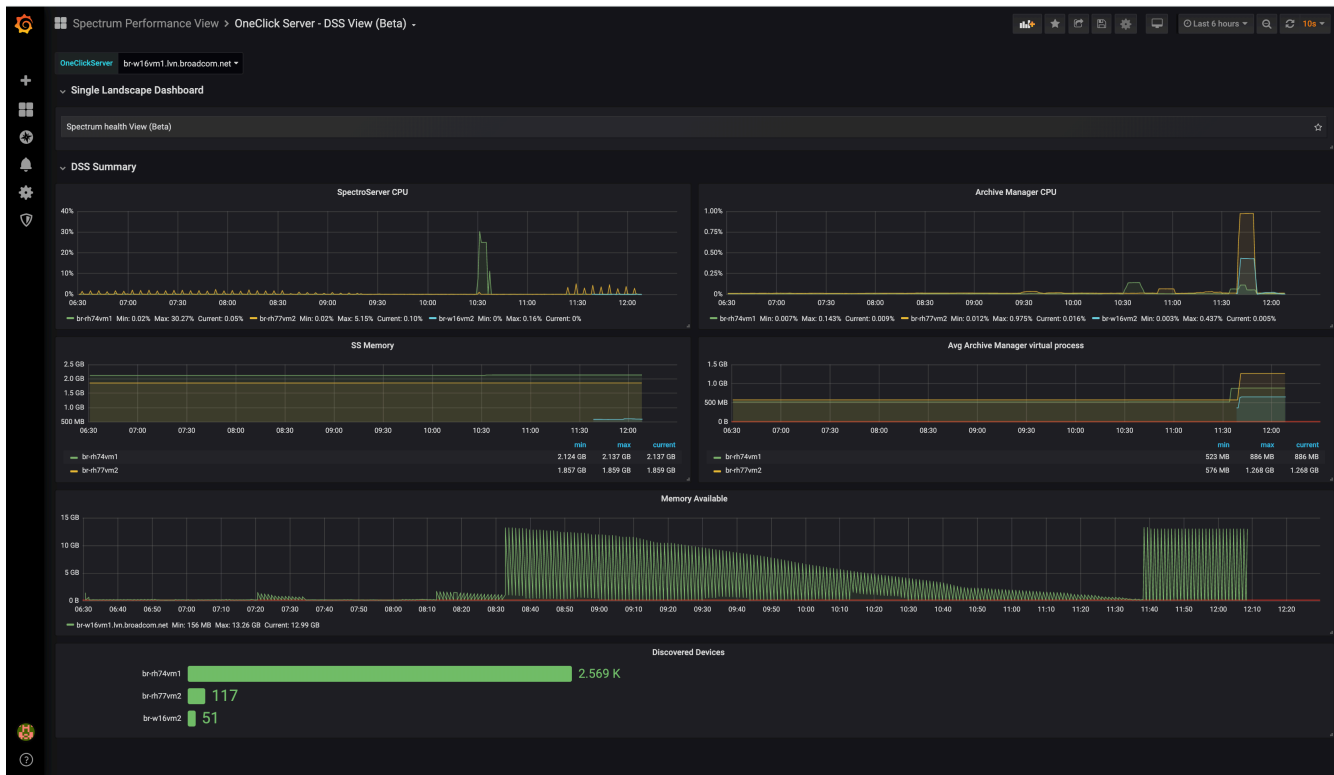 Spectrum Performance View > OneClick Server - DSS View (Beta)
Last 6 hours
10s
OneClickServer br-w16vm1.lvn.broadcom.net
Single Landscape Dashboard
Spectrum health View (Beta)
DSS Summary
SpectroServer CPU
40%
30%
20%
10%
0%
06:30 07:00 07:30 08:00 08:30 09:00 09:30 10:00 10:30 11:00 11:30 12:00
br-rh74vm1 Min: 0.02% Max: 30.27% Current: 0.05% br-rh77vm2 Min: 0.02% Max: 5.15% Current: 0.10% br-w16vm2 Min: 0% Max: 0.16% Current: 0%
Archive Manager CPU
1.00%
0.75%
0.50%
0.25%
0%
06:30 07:00 07:30 08:00 08:30 09:00 09:30 10:00 10:30 11:00 11:30 12:00
br-rh74vm1 Min: 0.007% Max: 0.143% Current: 0.009% br-rh77vm2 Min: 0.012% Max: 0.975% Current: 0.016% br-w16vm2 Min: 0.003% Max: 0.437% Current: 0.005%
SS Memory
2.5 GB
2.0 GB
1.5 GB
1.0 GB
500 MB
06:30 07:00 07:30 08:00 08:30 09:00 09:30 10:00 10:30 11:00 11:30 12:00
min max current
br-rh74vm1 2.124 GB 2.137 GB 2.137 GB
br-rh77vm2 1.857 GB 1.859 GB 1.859 GB
Avg Archive Manager virtual process
1.5 GB
1.0 GB
500 MB
0 B
06:30 07:00 07:30 08:00 08:30 09:00 09:30 10:00 10:30 11:00 11:30 12:00
min max current
br-rh74vm1 523 MB 886 MB 886 MB
br-rh77vm2 576 MB 1.268 GB 1.268 GB
Memory Available
15 GB
10 GB
5 GB
0 B
06:30 06:40 06:50 07:00 07:10 07:20 07:30 07:40 07:50 08:00 08:10 08:20 08:30 08:40 08:50 09:00 09:10 09:20 09:30 09:40 09:50 10:00 10:10 10:20 10:30 10:40 10:50 11:00 11:10 11:20 11:30 11:40 11:50 12:00 12:10 12:20
br-w16vm1.lvn.broadcom.net Min: 156 MB Max: 13.26 GB Current: 12.99 GB
Discovered Devices
br-rh74vm1 2.569 K
br-rh77vm2 117
br-w16vm2 51